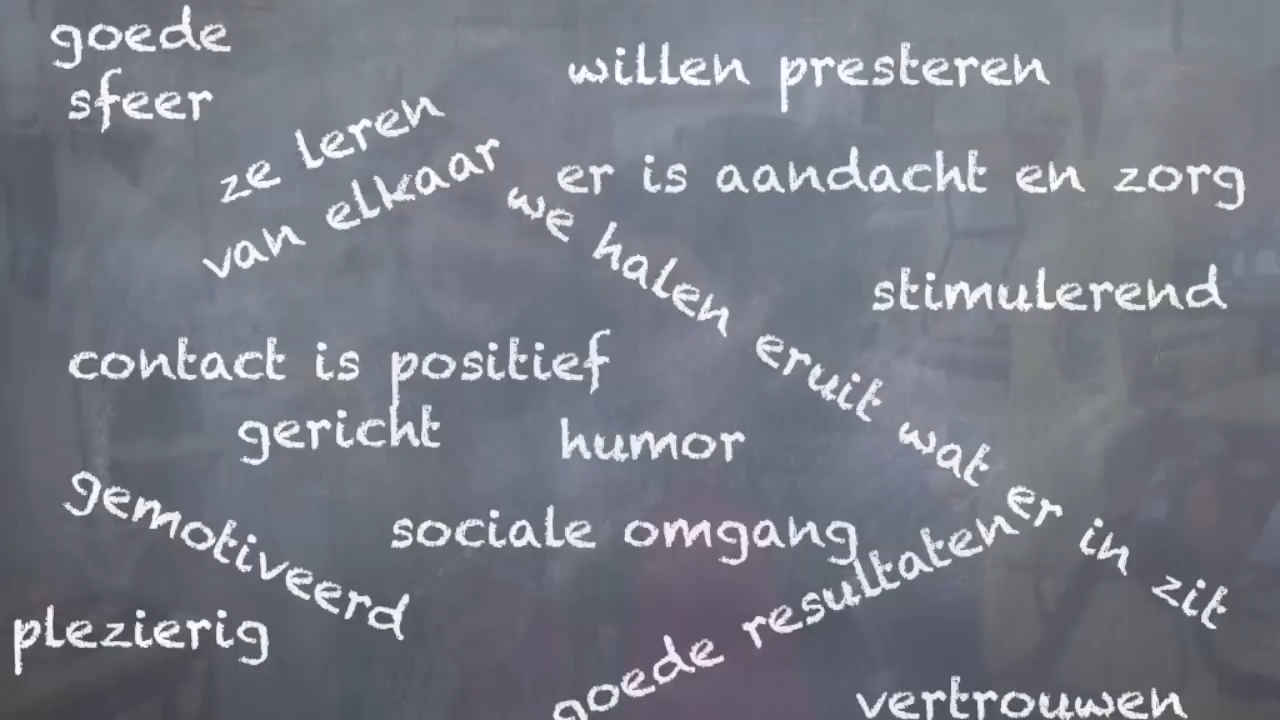 goede
sfeer
willen presteren
ze leren
van elkaar
er is aandacht en zorg
we halen eruit wat er in zit
stimulerend
contact is positief
gericht
humor
gemotiveerd
sociale omgang
goede resultaten
plezierig
vertrouwen